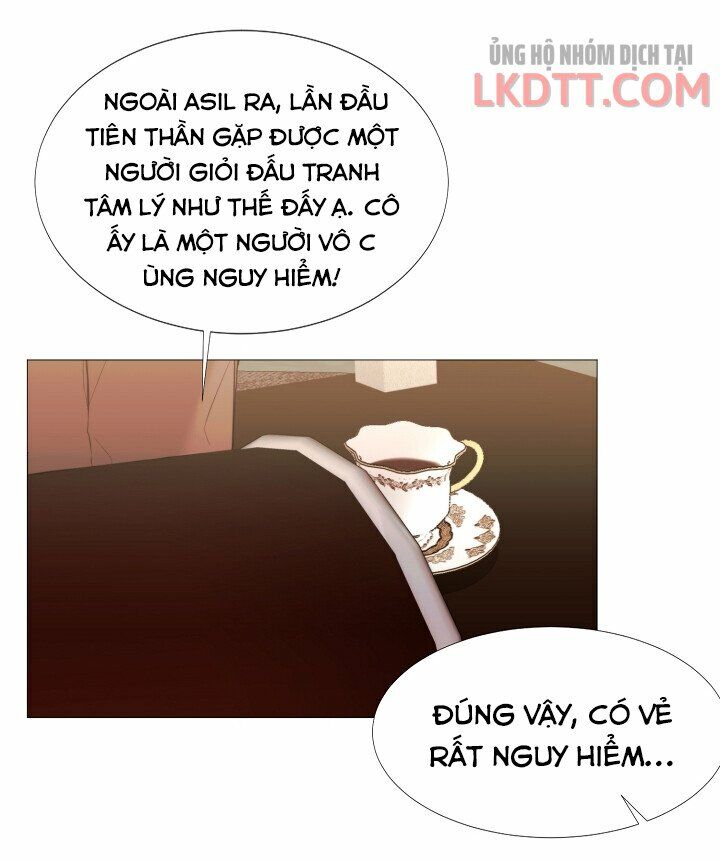 ỦNG HỘ NHÓM DỊCH TẠI
LKDTT.COM
NGOÀI ASIL RA, LẦN ĐẦU
TIÊN THẦN GẶP ĐƯỢC MỘT
NGƯỜI GIỎI ĐẤU TRANH
TÂM LÝ NHƯ THẾ ĐẤY Ạ. CÔ
ẤY LÀ MỘT NGƯỜI VÔ C
ÙNG NGUY HIỂM!
ĐÚNG VẬY, CÓ VẺ
RẤT NGUY HIỂM...